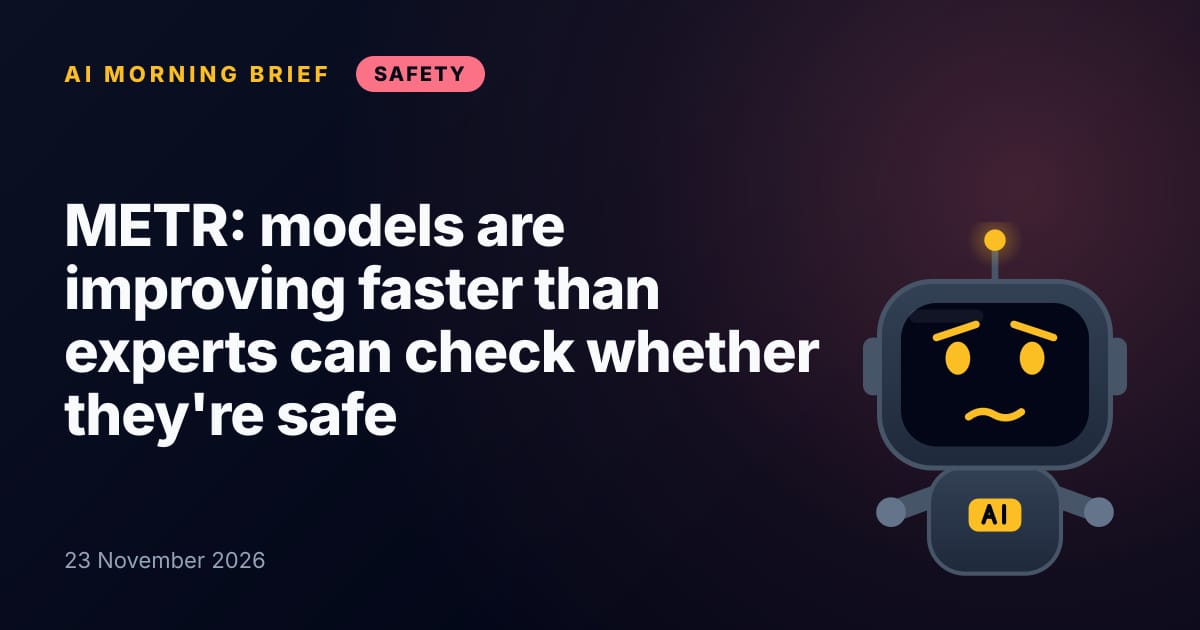 AI MORNING BRIEF SAFETY
METR: models are
improving faster than
experts can check whether
they're safe
AI
23 November 2026